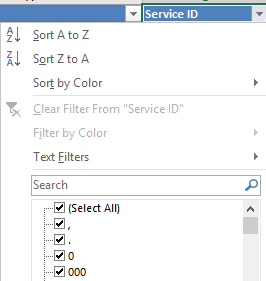 Service ID
A
Z
Sort A to Z
Z
A
Sort Z to A
Sort by Color
Clear Filter From "Service ID"
Filter by Color
Text Filters
Search
(Select All)
,
.
0
000